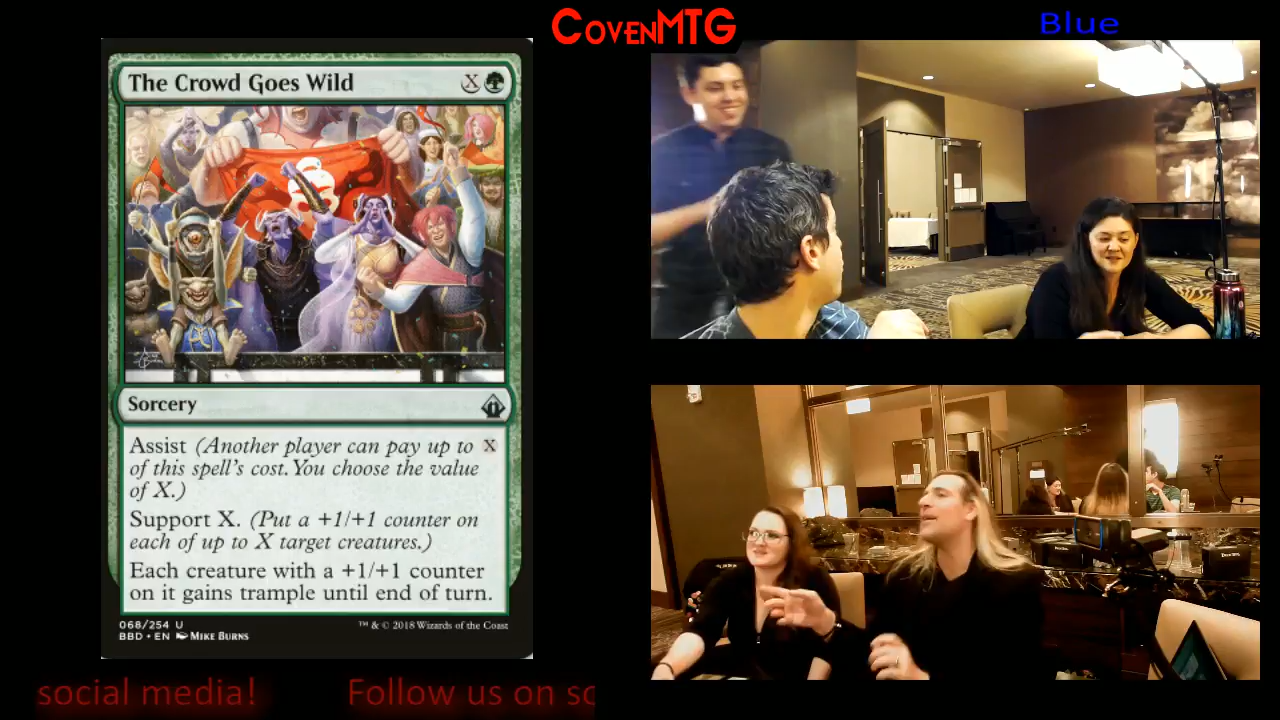 CovenMTG
Blue
The Crowd Goes Wild X
Sorcery
Assist (Another player can pay up to X
of this spell's cost. You choose the value
of X.)
Support X. (Put a +1/+1 counter on
each of up to X target creatures.)
Each creature with a +1/+1 counter
on it gains trample until end of turn.
068/254 U
BBD • EN Mike Burns
™ & © 2018 Wizards of the Coast
social media! Follow us on so